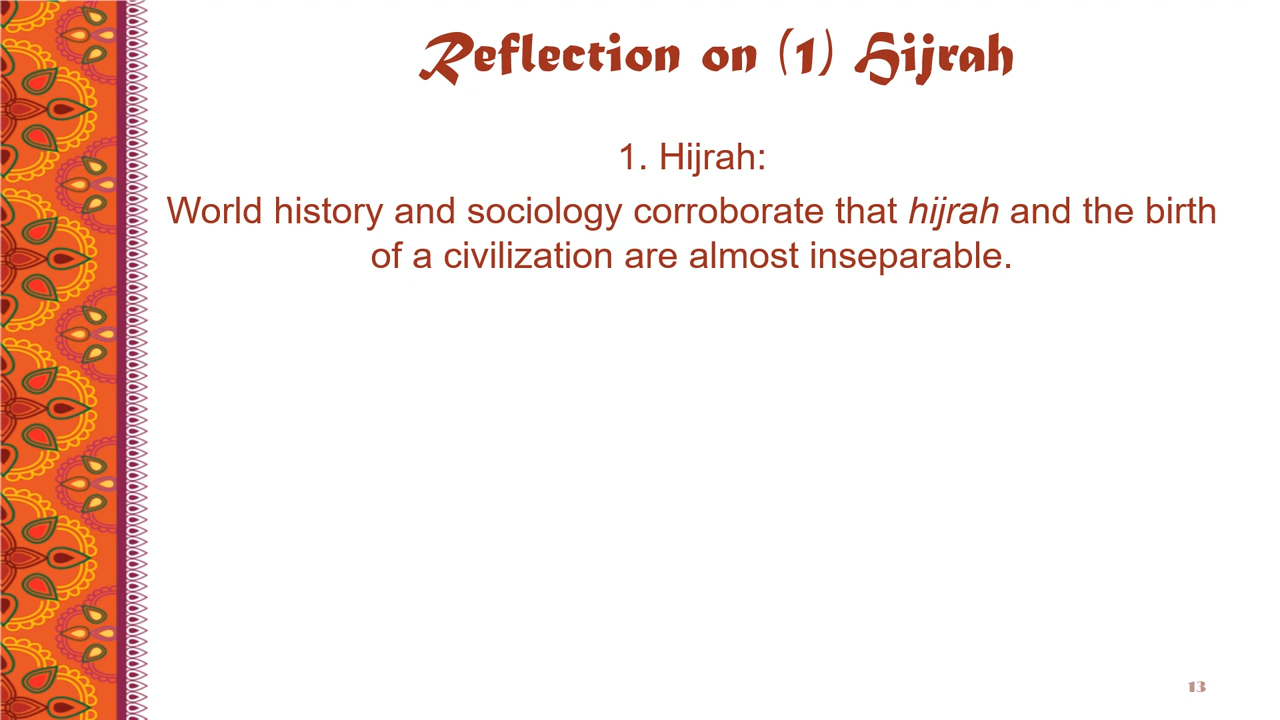 Reflection on (1) Hijrah
1. Hijrah:
World history and sociology corroborate that hijrah and the birth
of a civilization are almost inseparable.
13